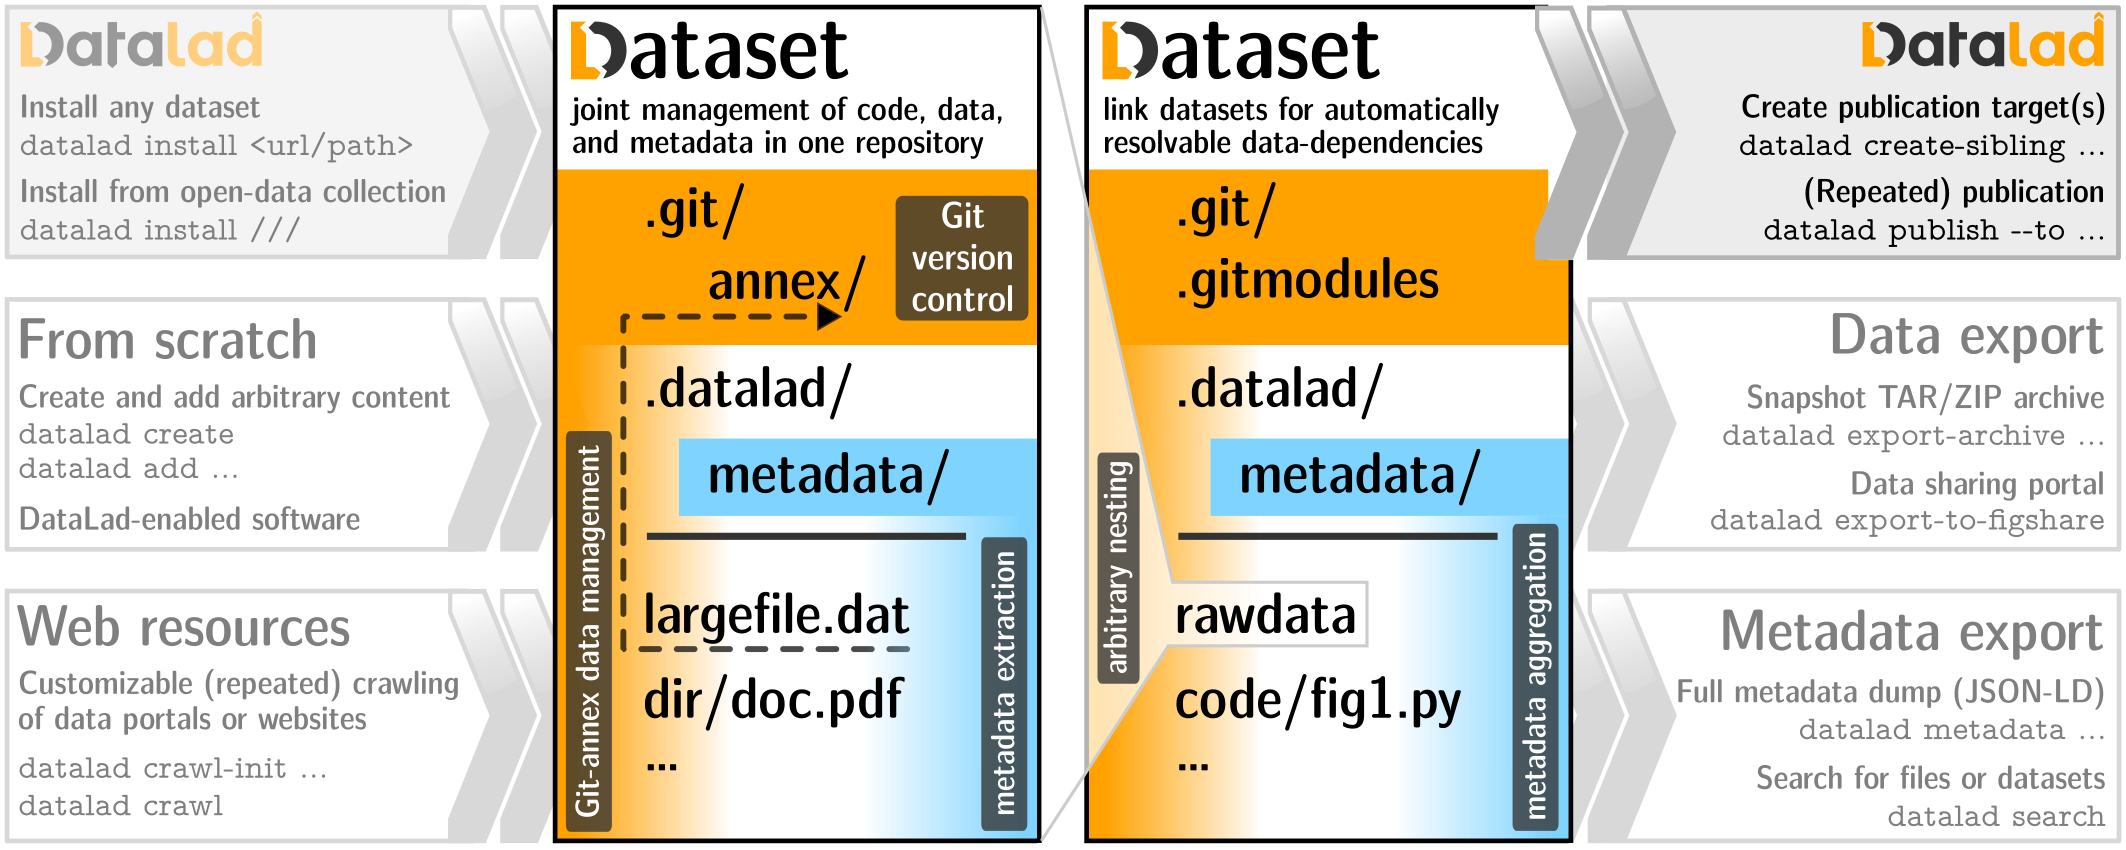 Datalad
Install any dataset
datalad install <url/path>
Install from open-data collection
datalad install ///
From scratch
Create and add arbitrary content
datalad create
datalad add ...
DataLad-enabled software
Web resources
Customizable (repeated) crawling
of data portals or websites
datalad crawl-init ...
datalad crawl
Dataset
joint management of code, data,
and metadata in one repository
.git/
annex/
Git
version
control
.datalad/
metadata/
largefile.dat
dir/doc.pdf
...
Git-annex data management
metadata extraction
Dataset
link datasets for automatically
resolvable data-dependencies
.git/
.gitmodules
.datalad/
metadata/
rawdata
code/fig1.py
...
arbitrary nesting
metadata aggregation
Datalad
Create publication target(s)
datalad create-sibling ...
(Repeated) publication
datalad publish --to ...
Data export
Snapshot TAR/ZIP archive
datalad export-archive ...
Data sharing portal
datalad export-to-figshare
Metadata export
Full metadata dump (JSON-LD)
datalad metadata ...
Search for files or datasets
datalad search